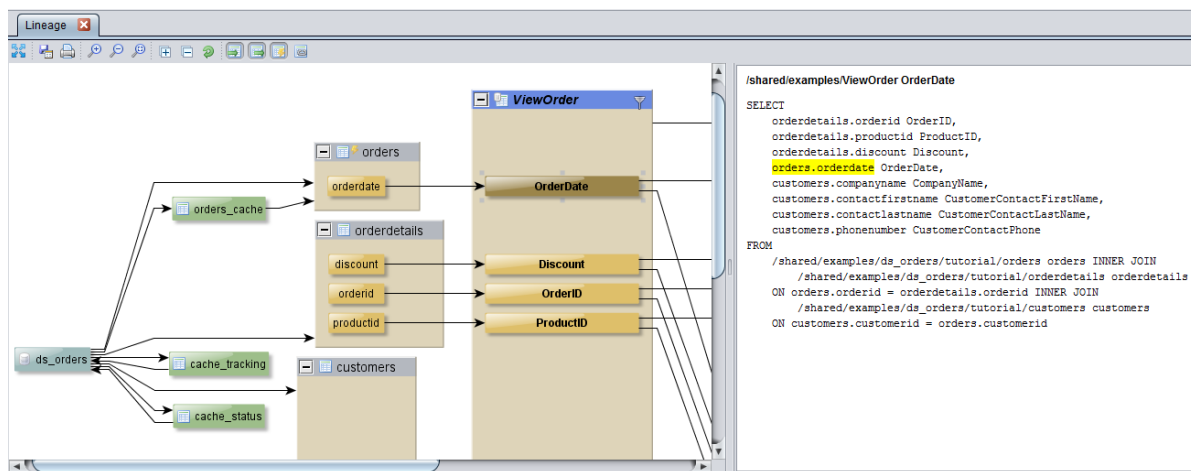 Lineage
ViewOrder
orders
orderdate
OrderDate
orders_cache
orderdetails
discount
Discount
orderid
OrderID
productid
ProductID
ds_orders
cache_tracking
customers
cache_status
/shared/examples/ViewOrder OrderDate
SELECT
orderdetails.orderid OrderID,
orderdetails.productid ProductID,
orderdetails.discount Discount,
orders.orderdate OrderDate,
customers.companyname CompanyName,
customers.contactfirstname CustomerContactFirstName,
customers.contactlastname CustomerContactLastName,
customers.phonenumber CustomerContactPhone
FROM
/shared/examples/ds_orders/tutorial/orders orders INNER JOIN
/shared/examples/ds_orders/tutorial/orderdetails orderdetails
ON orders.orderid = orderdetails.orderid INNER JOIN
/shared/examples/ds_orders/tutorial/customers customers
ON customers.customerid = orders.customerid